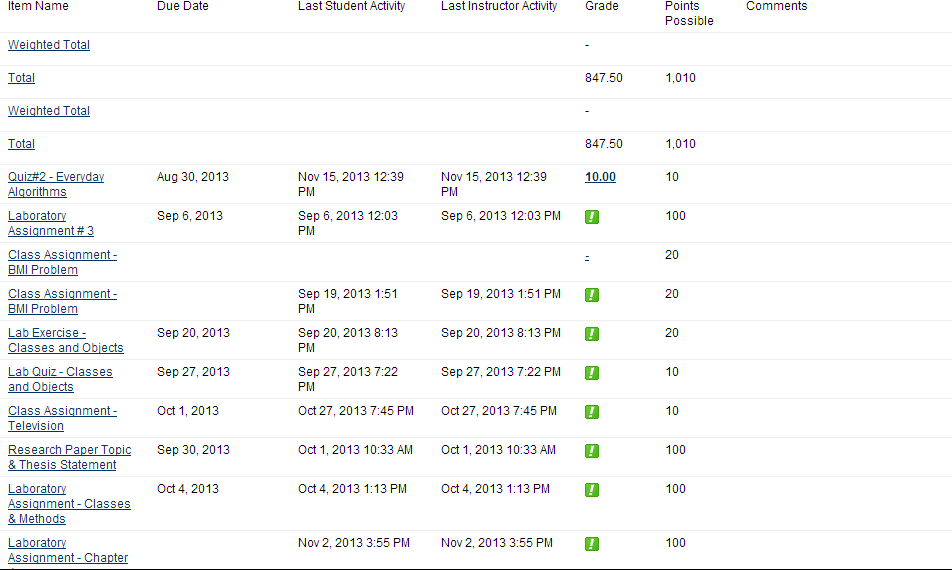 Item Name Due Date Last Student Activity Last Instructor Activity Grade Points Comments
Possible
Weighted Total -
Total 847.50 1,010
Weighted Total -
Total 847.50 1,010
Quiz#2 - Everyday Aug 30, 2013 Nov 15, 2013 12:39 Nov 15, 2013 12:39 10.00 10
Algorithms PM PM
Laboratory Sep 6, 2013 Sep 6, 2013 12:03 Sep 6, 2013 12:03 PM ! 100
Assignment # 3 PM
Class Assignment - - 20
BMI Problem
Class Assignment - Sep 19, 2013 1:51 Sep 19, 2013 1:51 PM ! 20
BMI Problem PM
Lab Exercise - Sep 20, 2013 Sep 20, 2013 8:13 Sep 20, 2013 8:13 PM ! 20
Classes and Objects PM
Lab Quiz - Classes Sep 27, 2013 Sep 27, 2013 7:22 Sep 27, 2013 7:22 PM ! 10
and Objects PM
Class Assignment - Oct 1, 2013 Oct 27, 2013 7:45 PM Oct 27, 2013 7:45 PM ! 10
Television
Research Paper Topic Sep 30, 2013 Oct 1, 2013 10:33 AM Oct 1, 2013 10:33 AM ! 100
& Thesis Statement
Laboratory Oct 4, 2013 Oct 4, 2013 1:13 PM Oct 4, 2013 1:13 PM ! 100
Assignment - Classes
& Methods
Laboratory Nov 2, 2013 3:55 PM Nov 2, 2013 3:55 PM ! 100
Assignment - Chapter